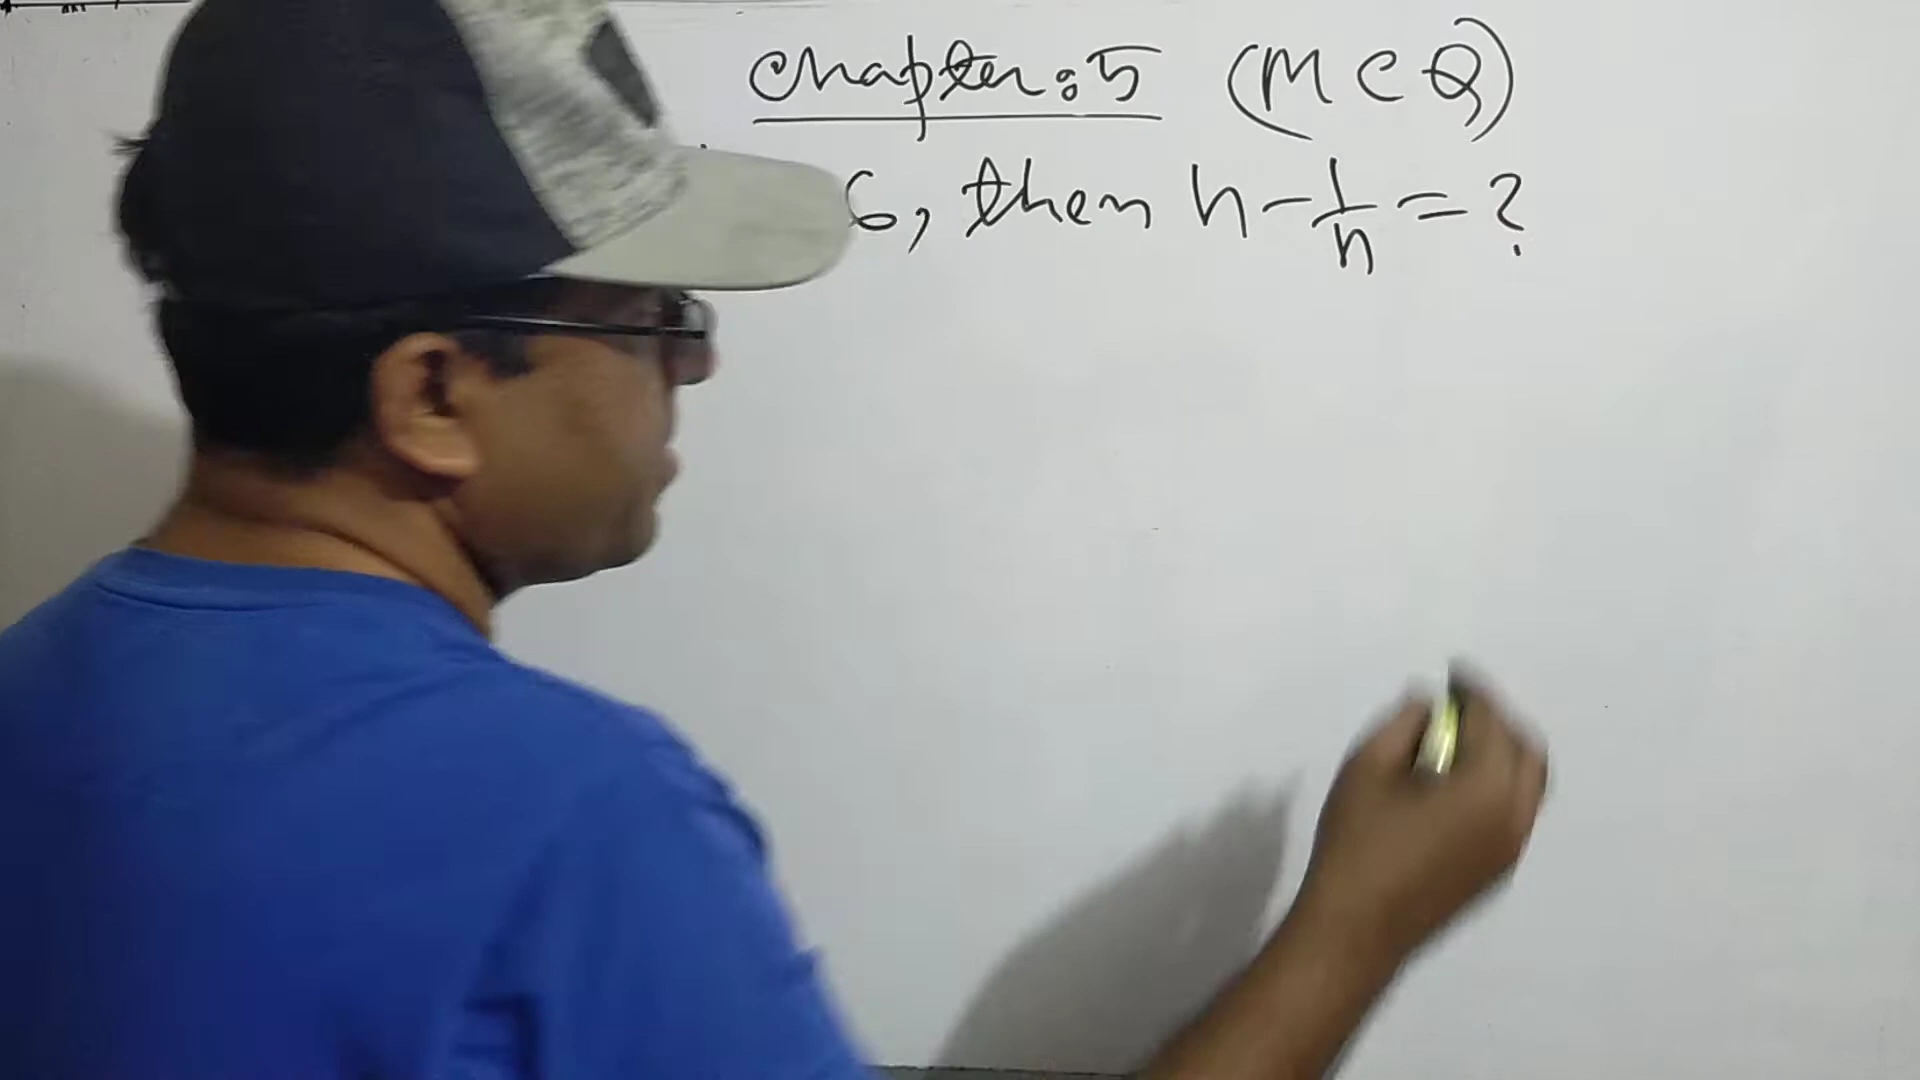 Chapter: 5 (MCQ)
6, then n - 1/n = ?